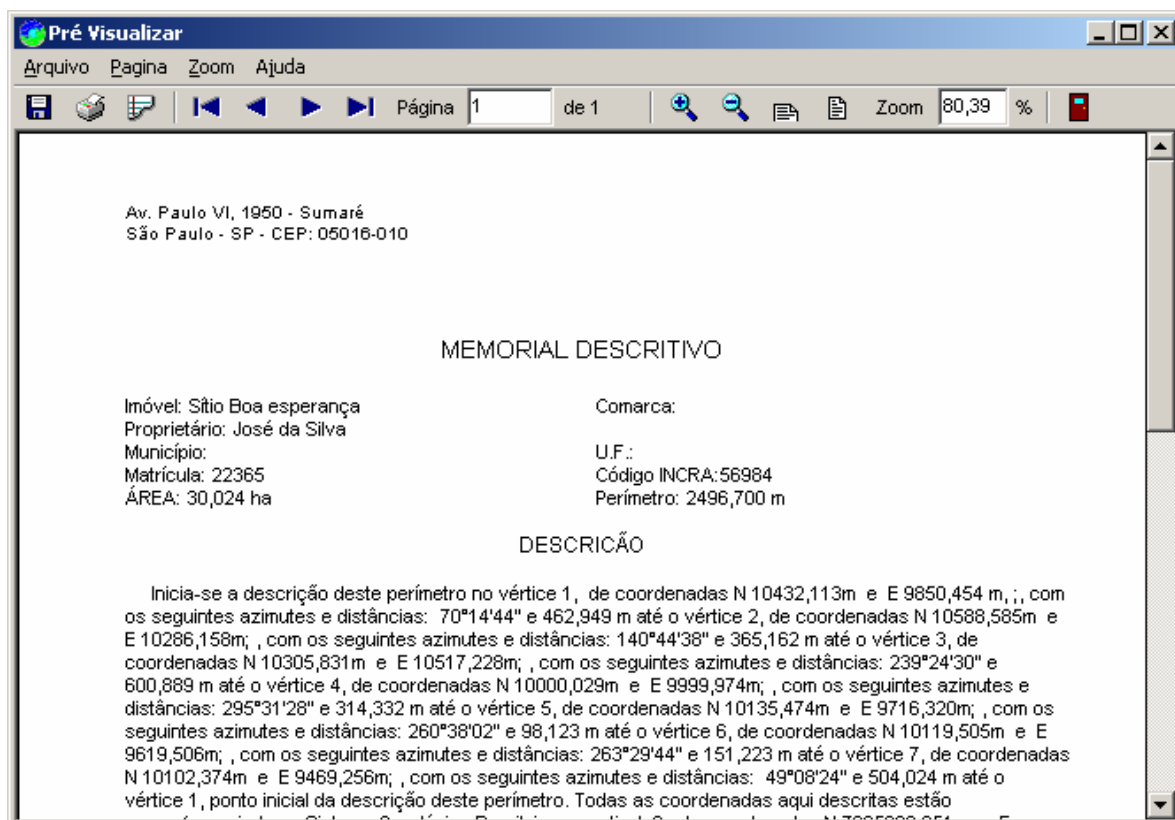 Pré Visualizar
Arquivo Pagina Zoom Ajuda
Página 1 de 1 Zoom 80,39 %
Av. Paulo VI, 1950 - Sumaré
São Paulo - SP - CEP: 05016-010
MEMORIAL DESCRITIVO
Imóvel: Sítio Boa esperança Comarca:
Proprietário: José da Silva
Município: U.F.:
Matrícula: 22365 Código INCRA:56984
ÁREA: 30,024 ha Perímetro: 2496,700 m
DESCRICÃO
Inicia-se a descrição deste perímetro no vértice 1, de coordenadas N 10432,113m e E 9850,454 m, ;, com
os seguintes azimutes e distâncias: 70°14'44" e 462,949 m até o vértice 2, de coordenadas N 10588,585m e
E 10286,158m; , com os seguintes azimutes e distâncias: 140°44'38" e 365,162 m até o vértice 3, de
coordenadas N 10305,831m e E 10517,228m; , com os seguintes azimutes e distâncias: 239°24'30" e
600,889 m até o vértice 4, de coordenadas N 10000,029m e E 9999,974m; , com os seguintes azimutes e
distâncias: 295°31'28" e 314,332 m até o vértice 5, de coordenadas N 10135,474m e E 9716,320m; , com os
seguintes azimutes e distâncias: 260°38'02" e 98,123 m até o vértice 6, de coordenadas N 10119,505m e E
9619,506m; , com os seguintes azimutes e distâncias: 263°29'44" e 151,223 m até o vértice 7, de coordenadas
N 10102,374m e E 9469,256m; , com os seguintes azimutes e distâncias: 49°08'24" e 504,024 m até o
vértice 1, ponto inicial da descrição deste perímetro. Todas as coordenadas aqui descritas estão